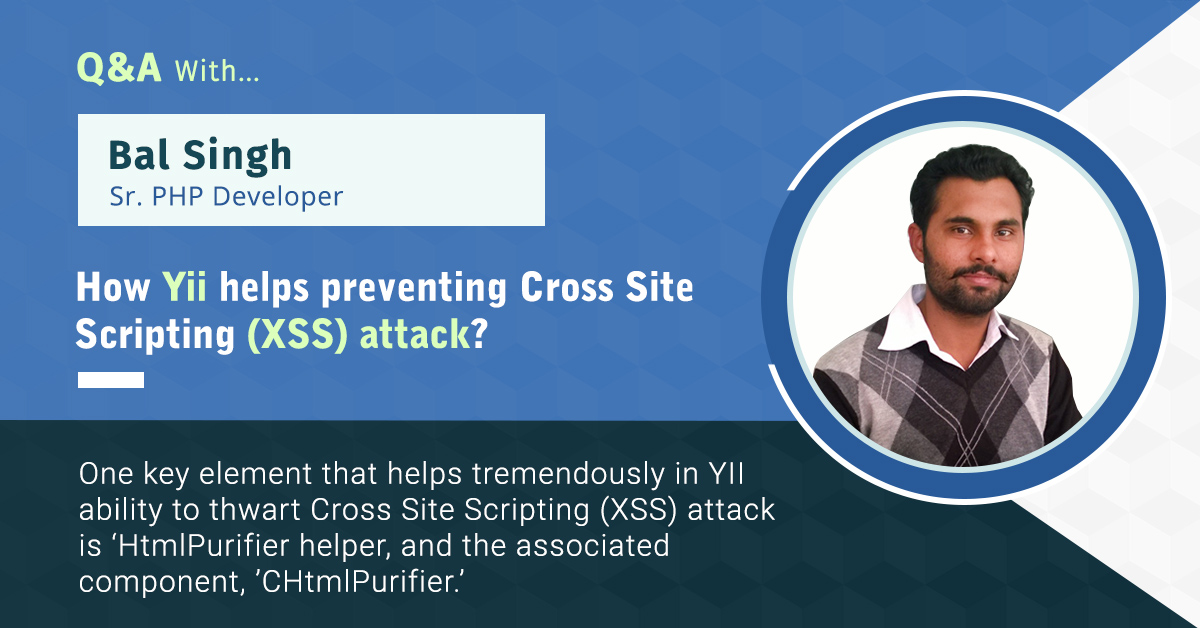 Q&A With...
Bal Singh
Sr. PHP Developer
How Yii helps preventing Cross Site
Scripting (XSS) attack?
One key element that helps tremendously in YII
ability to thwart Cross Site Scripting (XSS) attack
is ‘HtmlPurifier helper, and the associated
component, ’CHtmlPurifier.’